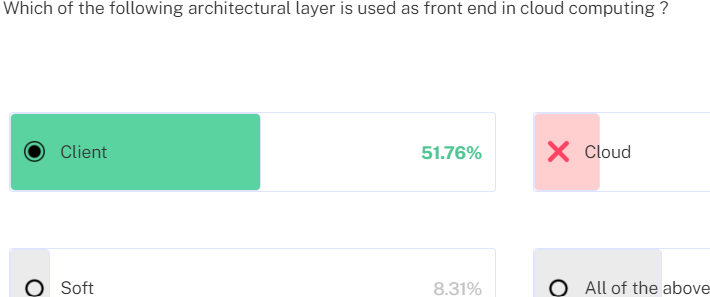 Which of the following architectural layer is used as front end in cloud computing ?
Client 51.76% Cloud
Soft 8.31% All of the above